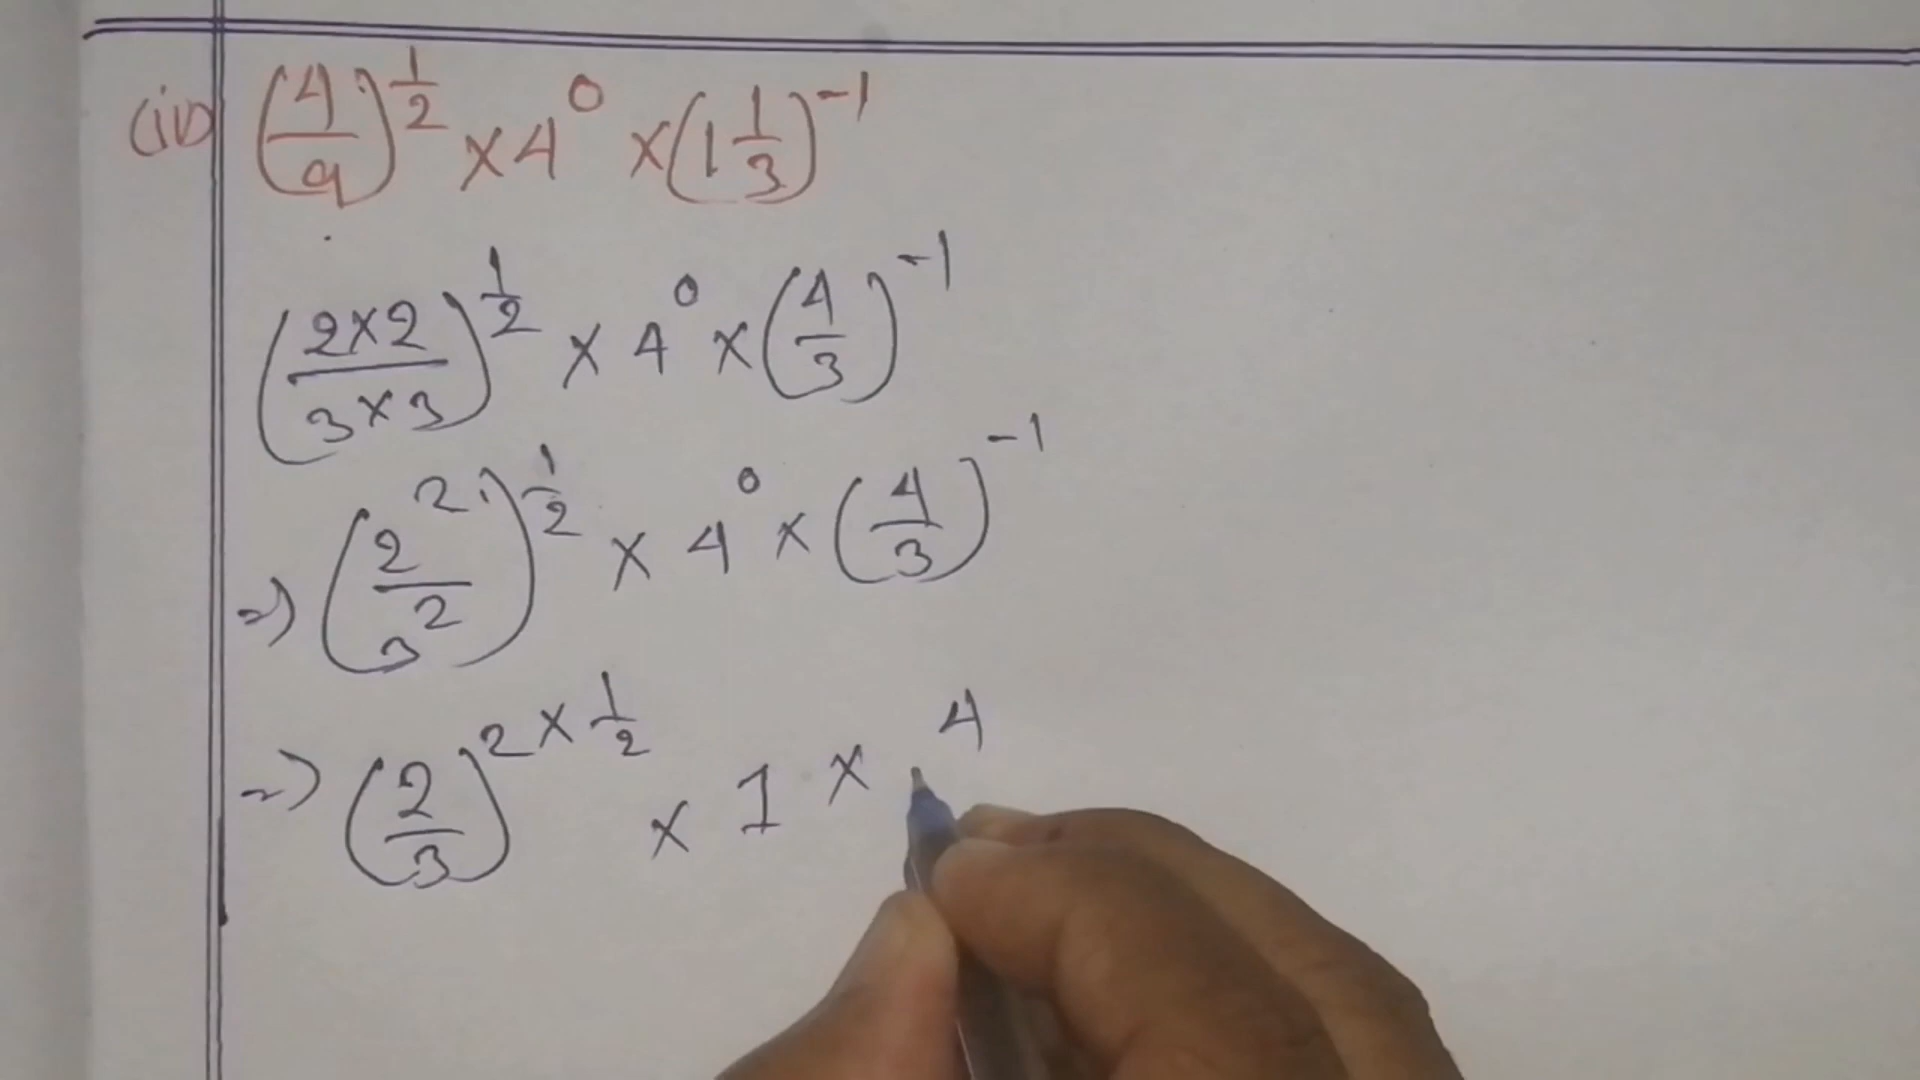 (iv) (4/9)^1/2 × 4^0 × (1 1/3)^-1
(2×2/3×3)^1/2 × 4^0 × (4/3)^-1
=) (2^2/3^2)^1/2 × 4^0 × (4/3)^-1
=) (2/3)^2×1/2 × 1 × 4